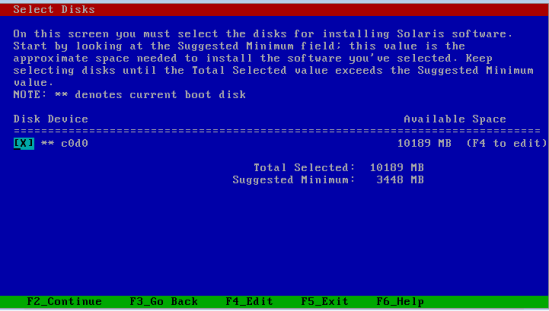 Select Disks
On this screen you must select the disks for installing Solaris software.
Start by looking at the Suggested Minimum field; this value is the
approximate space needed to install the software you've selected. Keep
selecting disks until the Total Selected value exceeds the Suggested Minimum
value.
NOTE: ** denotes current boot disk
Disk Device Available Space
=============================================================================
[X] ** c0d0 10189 MB (F4 to edit)
Total Selected: 10189 MB
Suggested Minimum: 3448 MB
F2_Continue F3_Go Back F4_Edit F5_Exit F6_Help